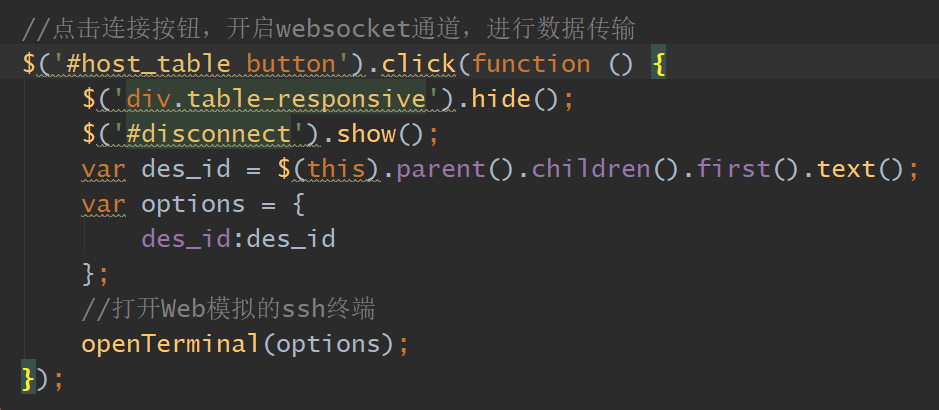 //点击连接按钮，开启websocket通道，进行数据传输
$('#host_table button').click(function () {
$('div.table-responsive').hide();
$('#disconnect').show();
var des_id = $(this).parent().children().first().text();
var options = {
des_id:des_id
};
//打开Web模拟的ssh终端
openTerminal(options);
});